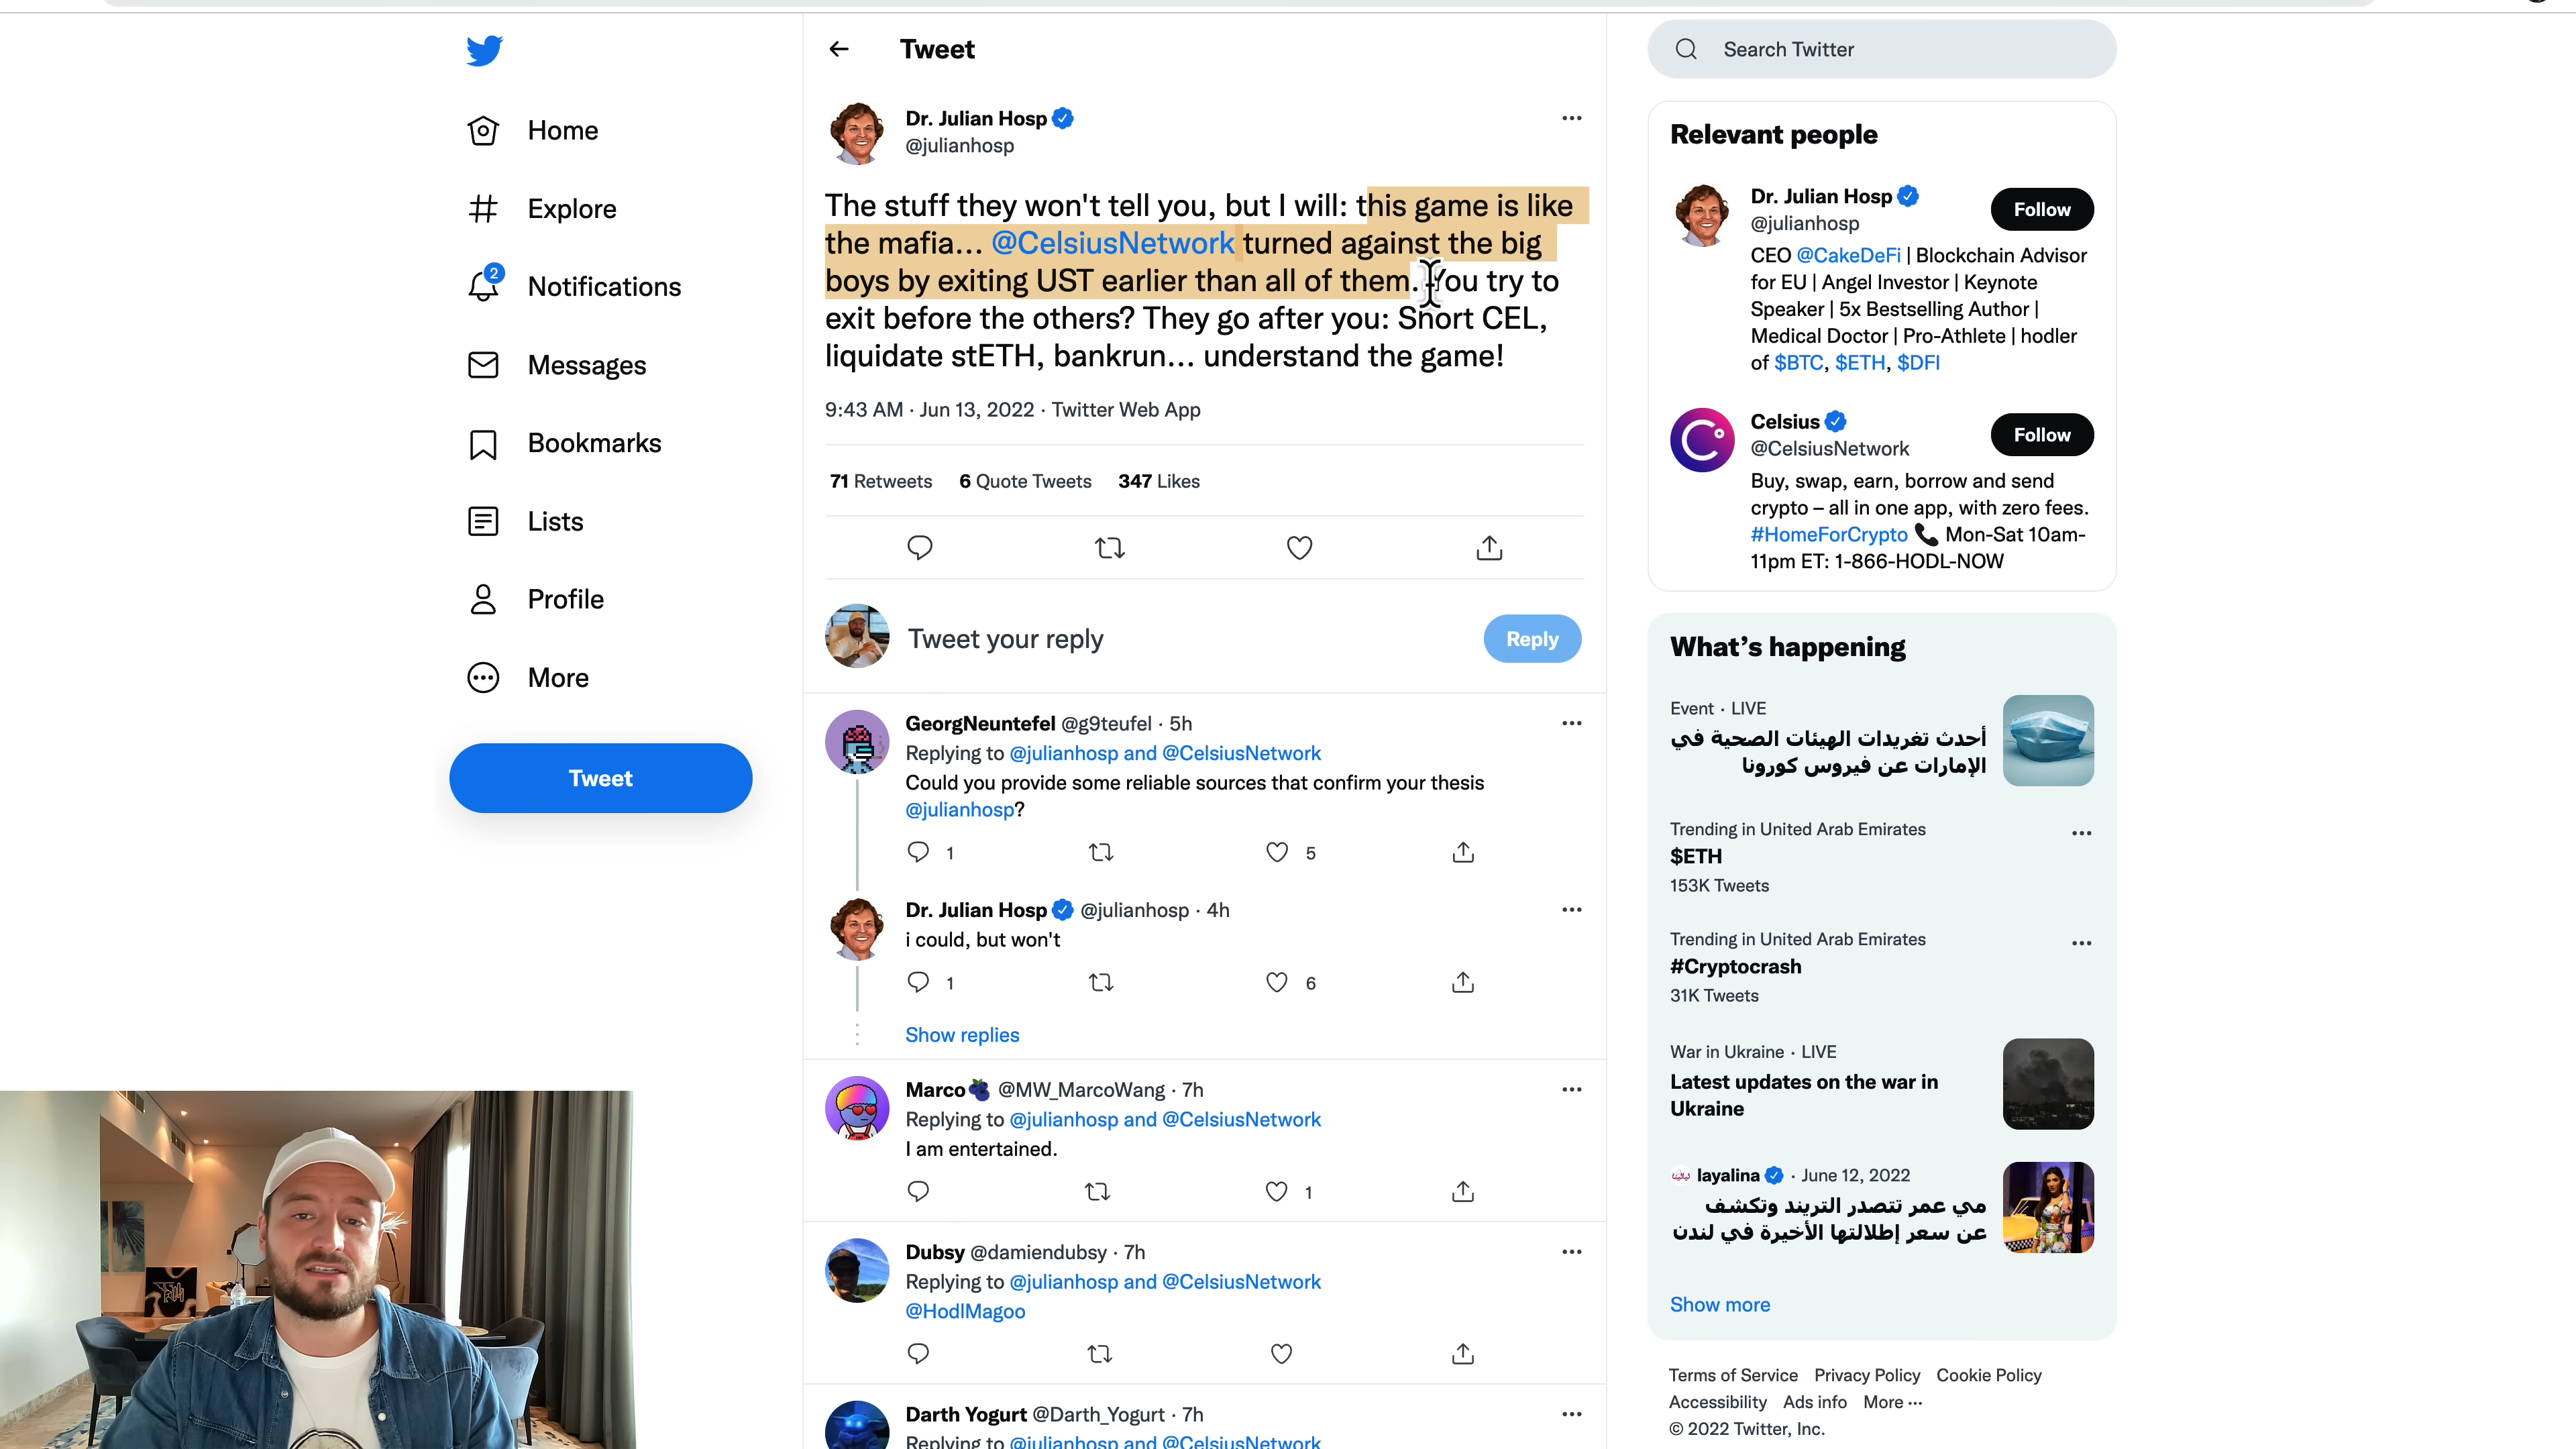 Home
Explore
2
Notifications
Messages
Bookmarks
Lists
Profile
More
Tweet
Tweet
Dr. Julian Hosp
@julianhosp
The stuff they won't tell you, but I will: this game is like
the mafia... @CelsiusNetwork turned against the big
boys by exiting UST earlier than all of them. You try to
exit before the others? They go after you: Short CEL,
liquidate stETH, bankrun... understand the game!
9:43 AM · Jun 13, 2022 · Twitter Web App
71 Retweets 6 Quote Tweets 347 Likes
Tweet your reply
Reply
GeorgNeuntefel @g9teufel · 5h
Replying to @julianhosp and @CelsiusNetwork
Could you provide some reliable sources that confirm your thesis
@julianhosp?
1 5
Dr. Julian Hosp @julianhosp · 4h
i could, but won't
1 6
Show replies
Marco @MW_MarcoWang · 7h
Replying to @julianhosp and @CelsiusNetwork
I am entertained.
1
Dubsy @damiendubsy · 7h
Replying to @julianhosp and @CelsiusNetwork
@HodlMagoo
Darth Yogurt @Darth_Yogurt · 7h
Replying to @julianhosp and @CelsiusNetwork
Search Twitter
Relevant people
Dr. Julian Hosp
@julianhosp
Follow
CEO @CakeDeFi | Blockchain Advisor
for EU | Angel Investor | Keynote
Speaker | 5x Bestselling Author |
Medical Doctor | Pro-Athlete | hodler
of $BTC, $ETH, $DFI
Celsius
@CelsiusNetwork
Follow
Buy, swap, earn, borrow and send
crypto – all in one app, with zero fees.
#HomeForCrypto 📞 Mon-Sat 10am-
11pm ET: 1-866-HODL-NOW
What's happening
Event · LIVE
أحدث تغريدات الهيئات الصحية في
الإمارات عن فيروس كورونا
Trending in United Arab Emirates
$ETH
153K Tweets
Trending in United Arab Emirates
#Cryptocrash
31K Tweets
War in Ukraine · LIVE
Latest updates on the war in
Ukraine
layalina · June 12, 2022
مي عمر تتصدر التريند وتكشف
عن سعر إطلالتها الأخيرة في لندن
Show more
Terms of Service Privacy Policy Cookie Policy
Accessibility Ads info More ···
© 2022 Twitter, Inc.